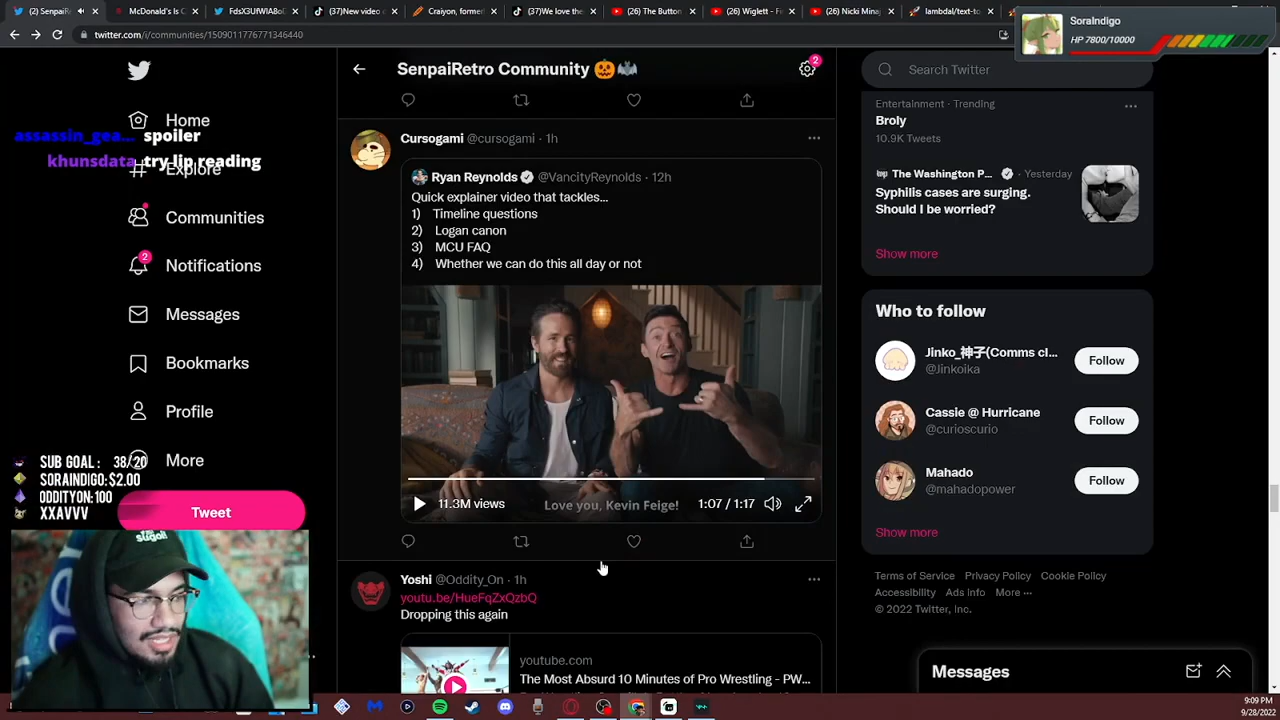 (2) SenpaiR
McDonald's Is C
FdsX3UfWIA8oD
(37)New video
Craiyon, former
(37)We love the
(26) The Button
(26) Wiglett - Fi
(26) Nicki Minaj
lambdal/text-to
twitter.com/i/communities/1509011776771346440
SoraIndigo
HP 7800/10000
SenpaiRetro Community 🎃🦇
2
Search Twitter
Home
assassin_gea... spoiler
khunsdata try lip reading
Explore
Communities
Notifications
2
Messages
Bookmarks
Profile
More
SUB GOAL : 38/20
SORAINDIGO:$2.00
ODDITYON:100
XXAVVV
Tweet
Cursogami @cursogami · 1h
Ryan Reynolds @VancityReynolds · 12h
Quick explainer video that tackles...
1) Timeline questions
2) Logan canon
3) MCU FAQ
4) Whether we can do this all day or not
11.3M views
Love you, Kevin Feige!
1:07 / 1:17
Yoshi @Oddity_On · 1h
youtu.be/HueFqZxQzbQ
Dropping this again
youtube.com
The Most Absurd 10 Minutes of Pro Wrestling - PW...
Entertainment · Trending
Broly
10.9K Tweets
The Washington P... · Yesterday
Syphilis cases are surging.
Should I be worried?
Show more
Who to follow
Jinko_神子(Comms cl...
@Jinkoika
Follow
Cassie @ Hurricane
@curioscurio
Follow
Mahado
@mahadopower
Follow
Show more
Terms of Service Privacy Policy Cookie Policy
Accessibility Ads info More ···
© 2022 Twitter, Inc.
Messages
9:09 PM
9/28/2022